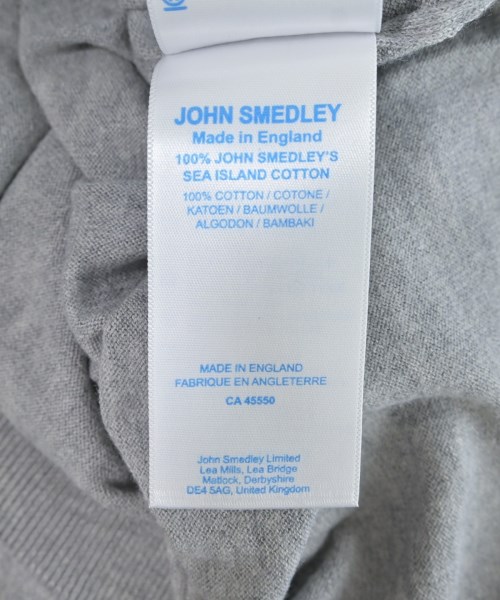 JOHN SMEDLEY
Made in England
100% JOHN SMEDLEY'S
SEA ISLAND COTTON
100% COTTON / COTONE /
KATOEN / BAUMWOLLE /
ALGODON / BAMBAKI
MADE IN ENGLAND
FABRIQUE EN ANGLETERRE
CA 45550
John Smedley Limited
Lea Mills, Lea Bridge
Matlock, Derbyshire
DE4 5AG, United Kingdom